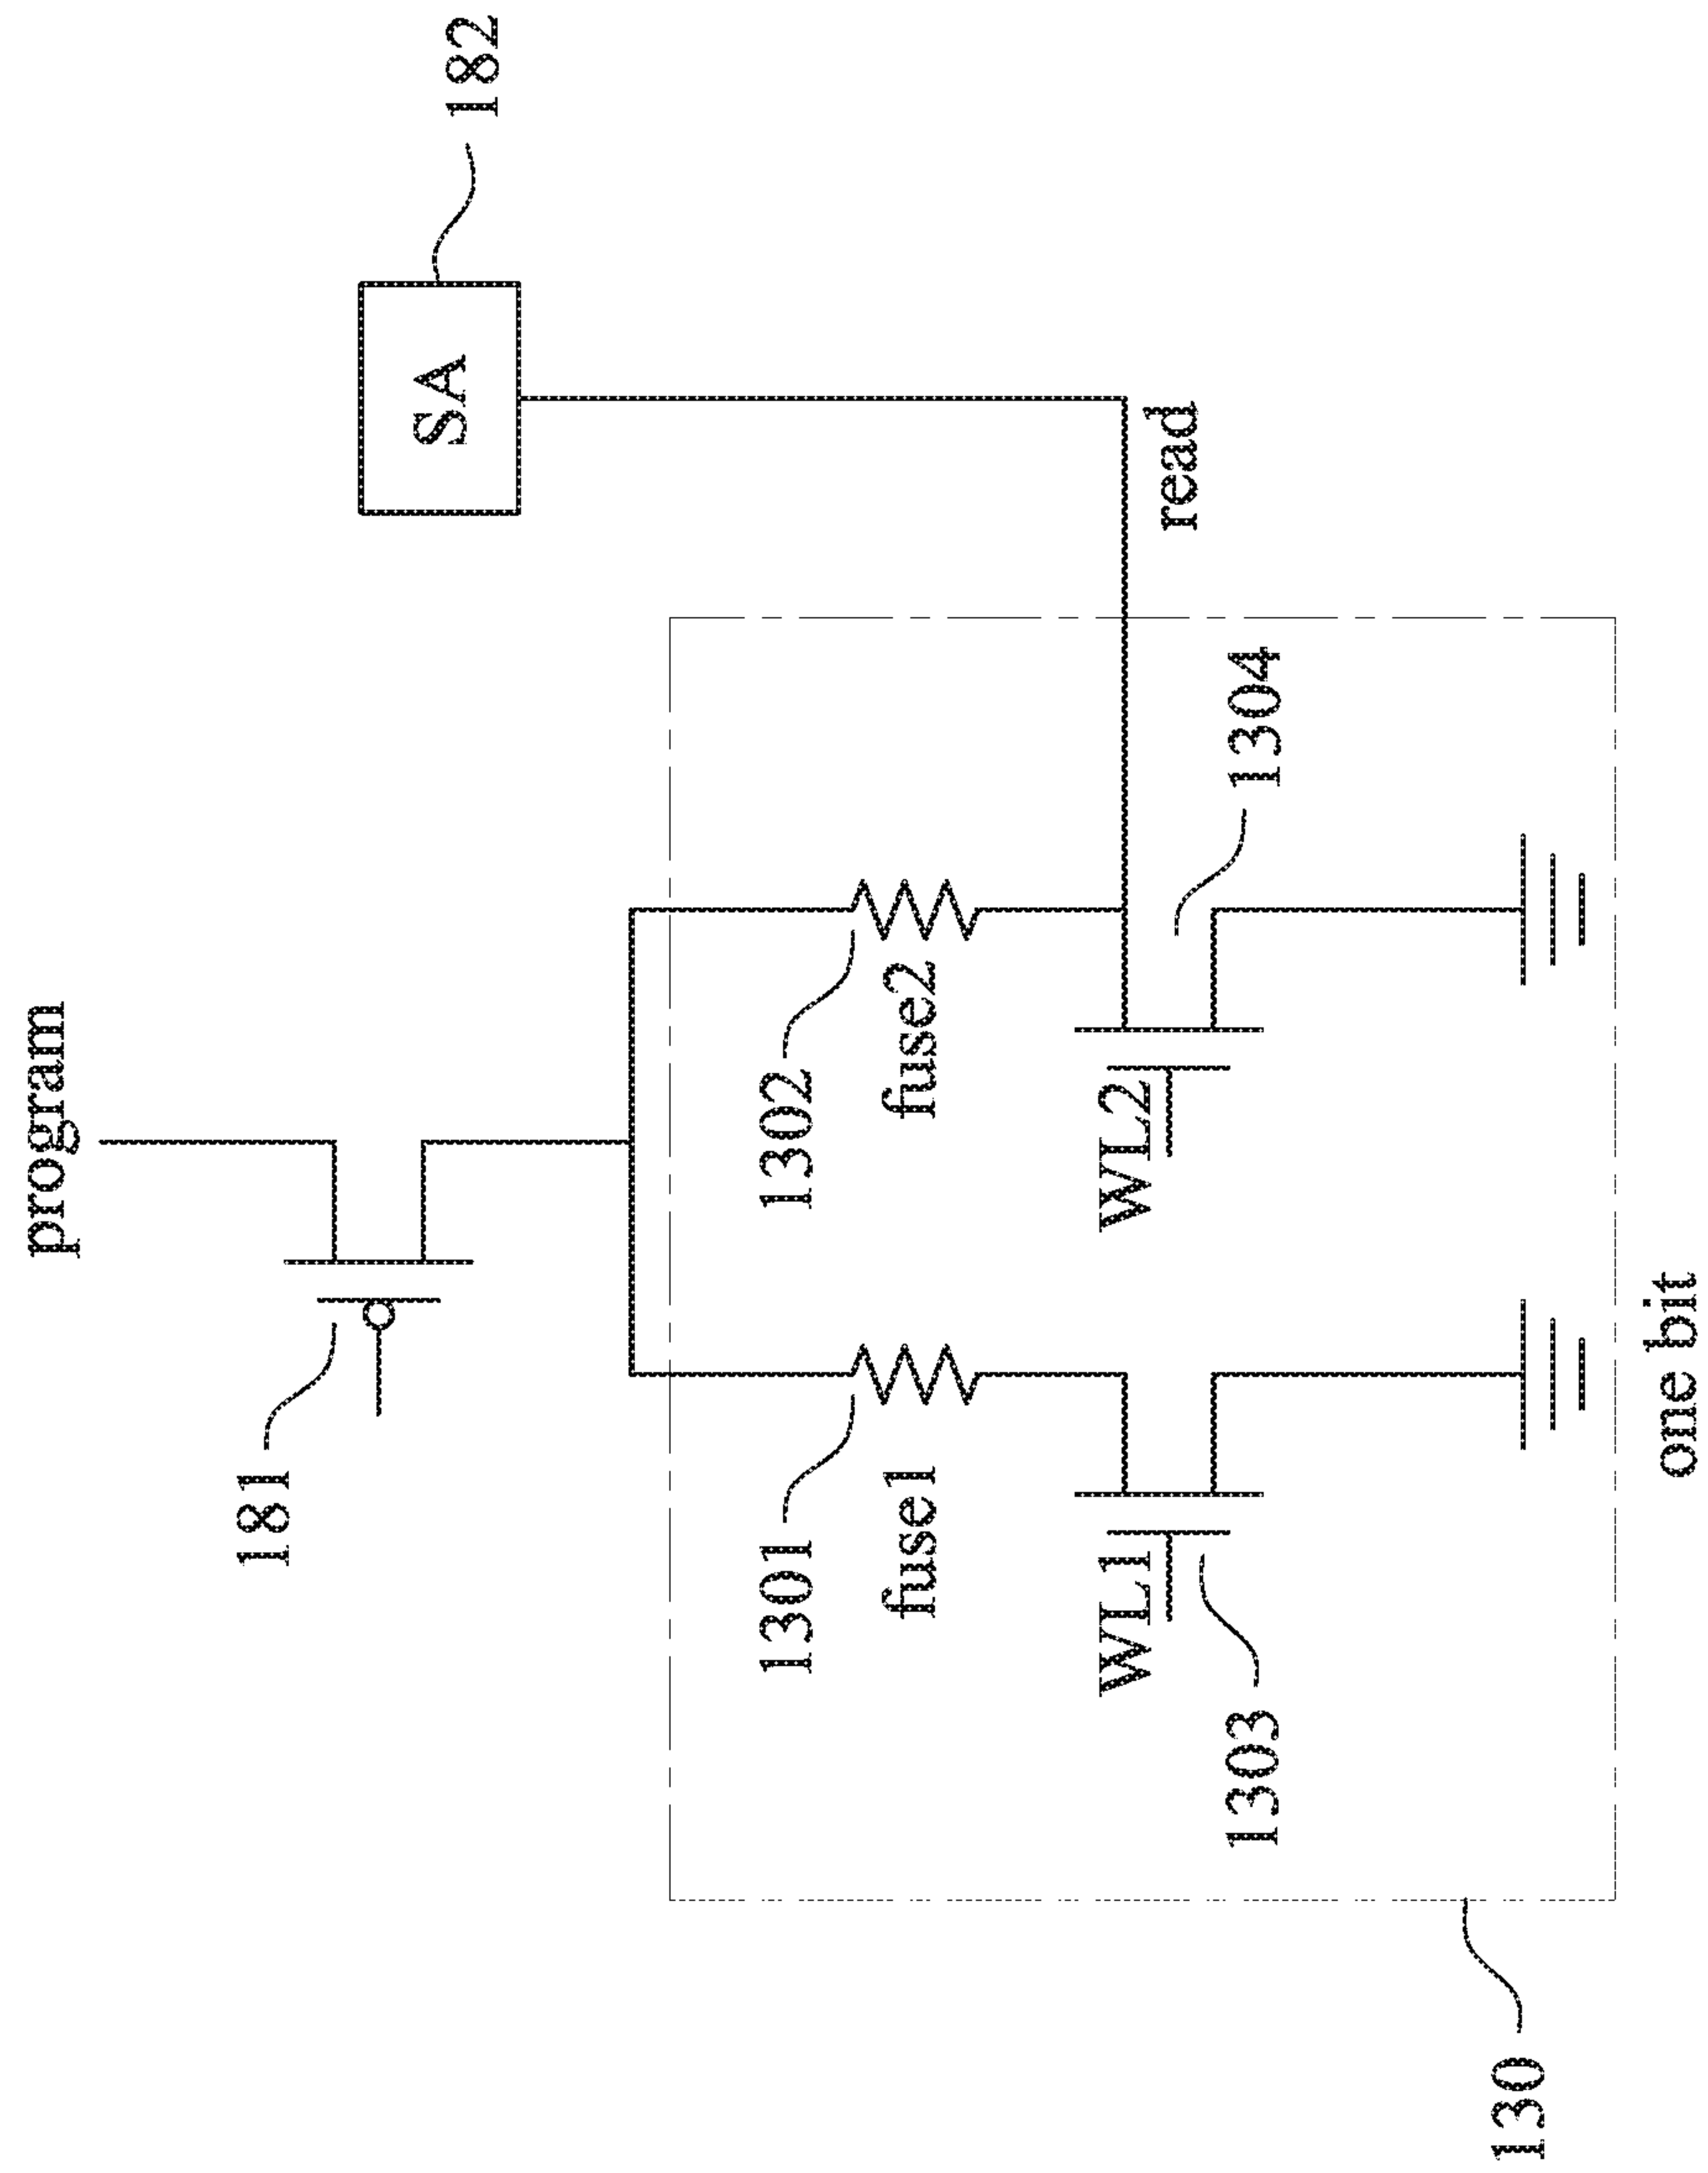 program
181
SA
182
1301
1302
fuse1
fuse2
WL1
WL2
read
1303
1304
130
one bit